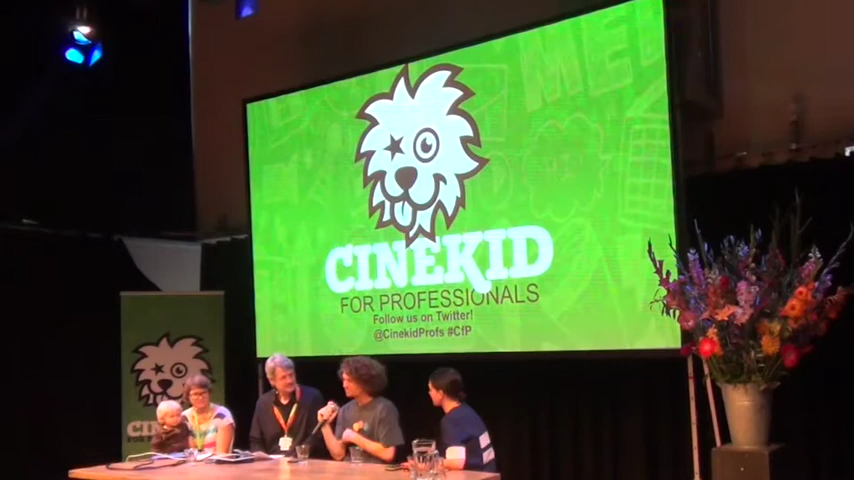 CINEKID
FOR PROFESSIONALS
Follow us on Twitter!
@CinekidProfs #CfP